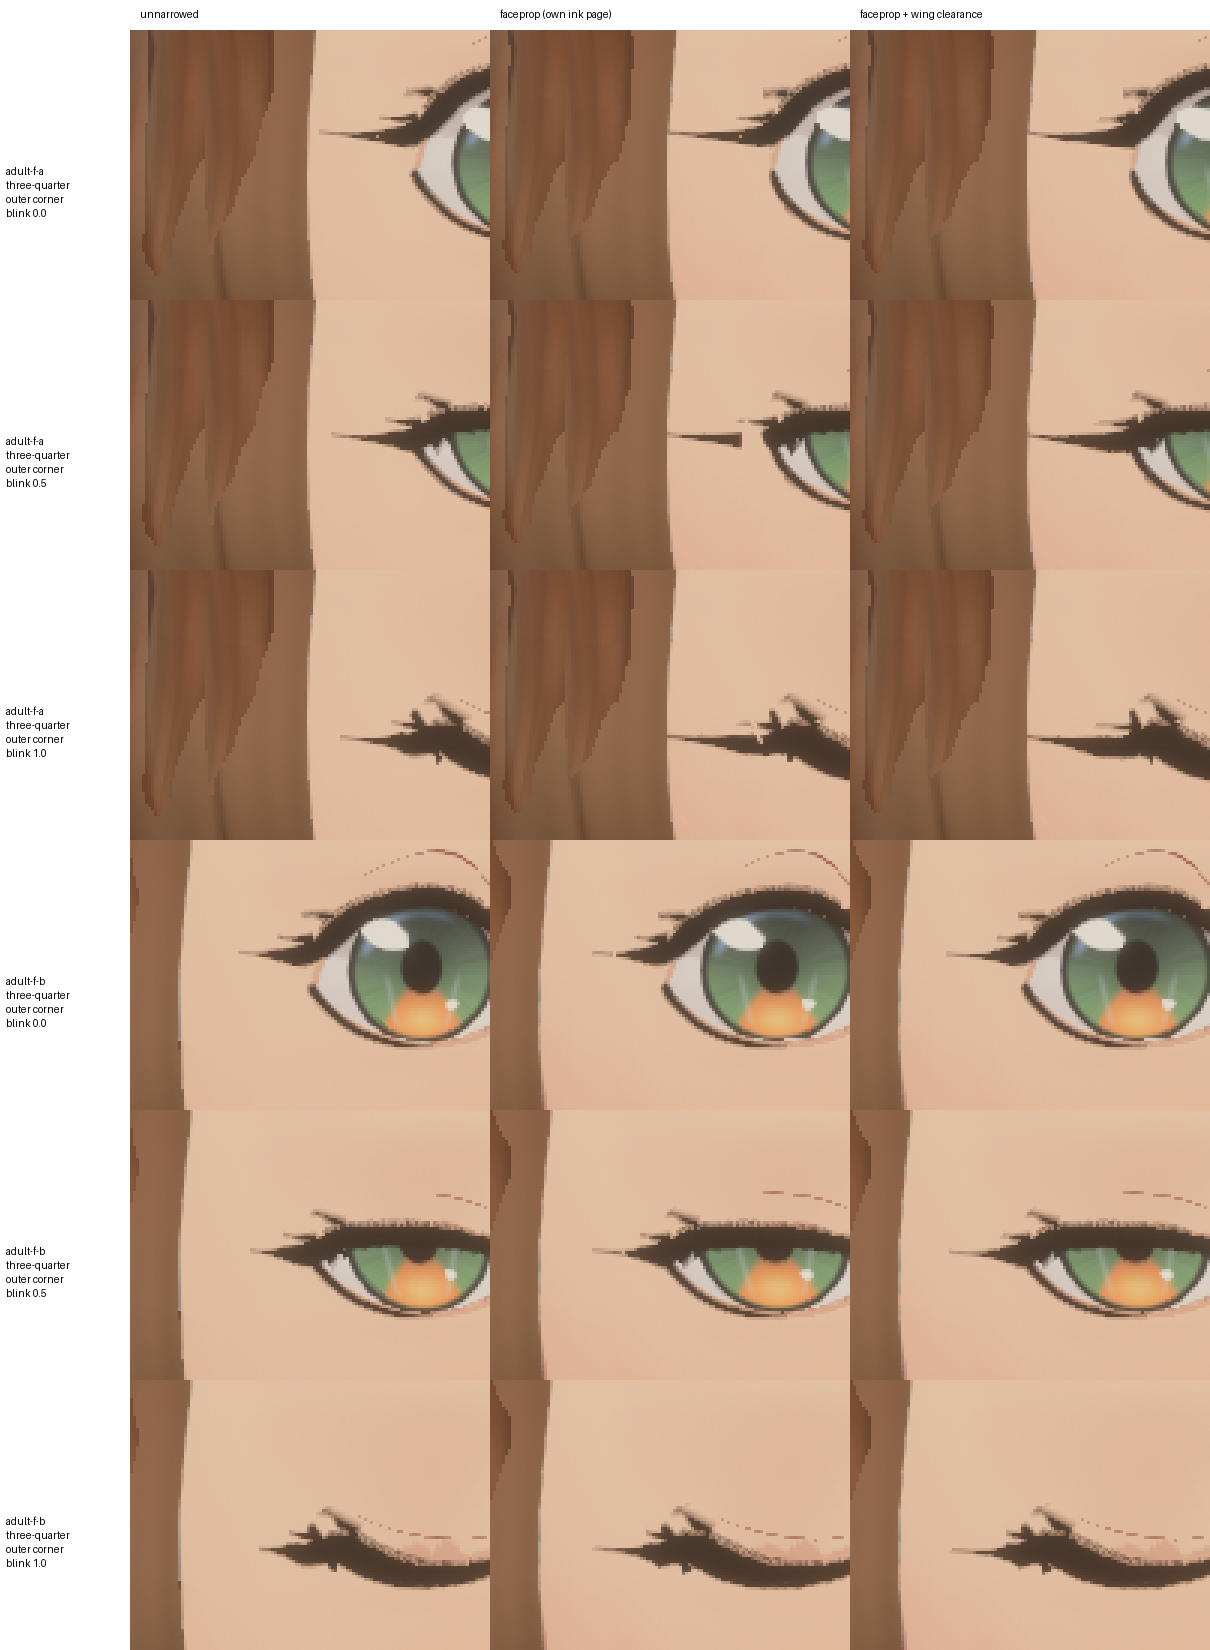 unnarrowed
faceprop (own ink page)
faceprop + wing clearance
adult-f-a
three-quarter
outer corner
blink 0.0
adult-f-a
three-quarter
outer corner
blink 0.5
adult-f-a
three-quarter
outer corner
blink 1.0
adult-f-b
three-quarter
outer corner
blink 0.0
adult-f-b
three-quarter
outer corner
blink 0.5
adult-f-b
three-quarter
outer corner
blink 1.0